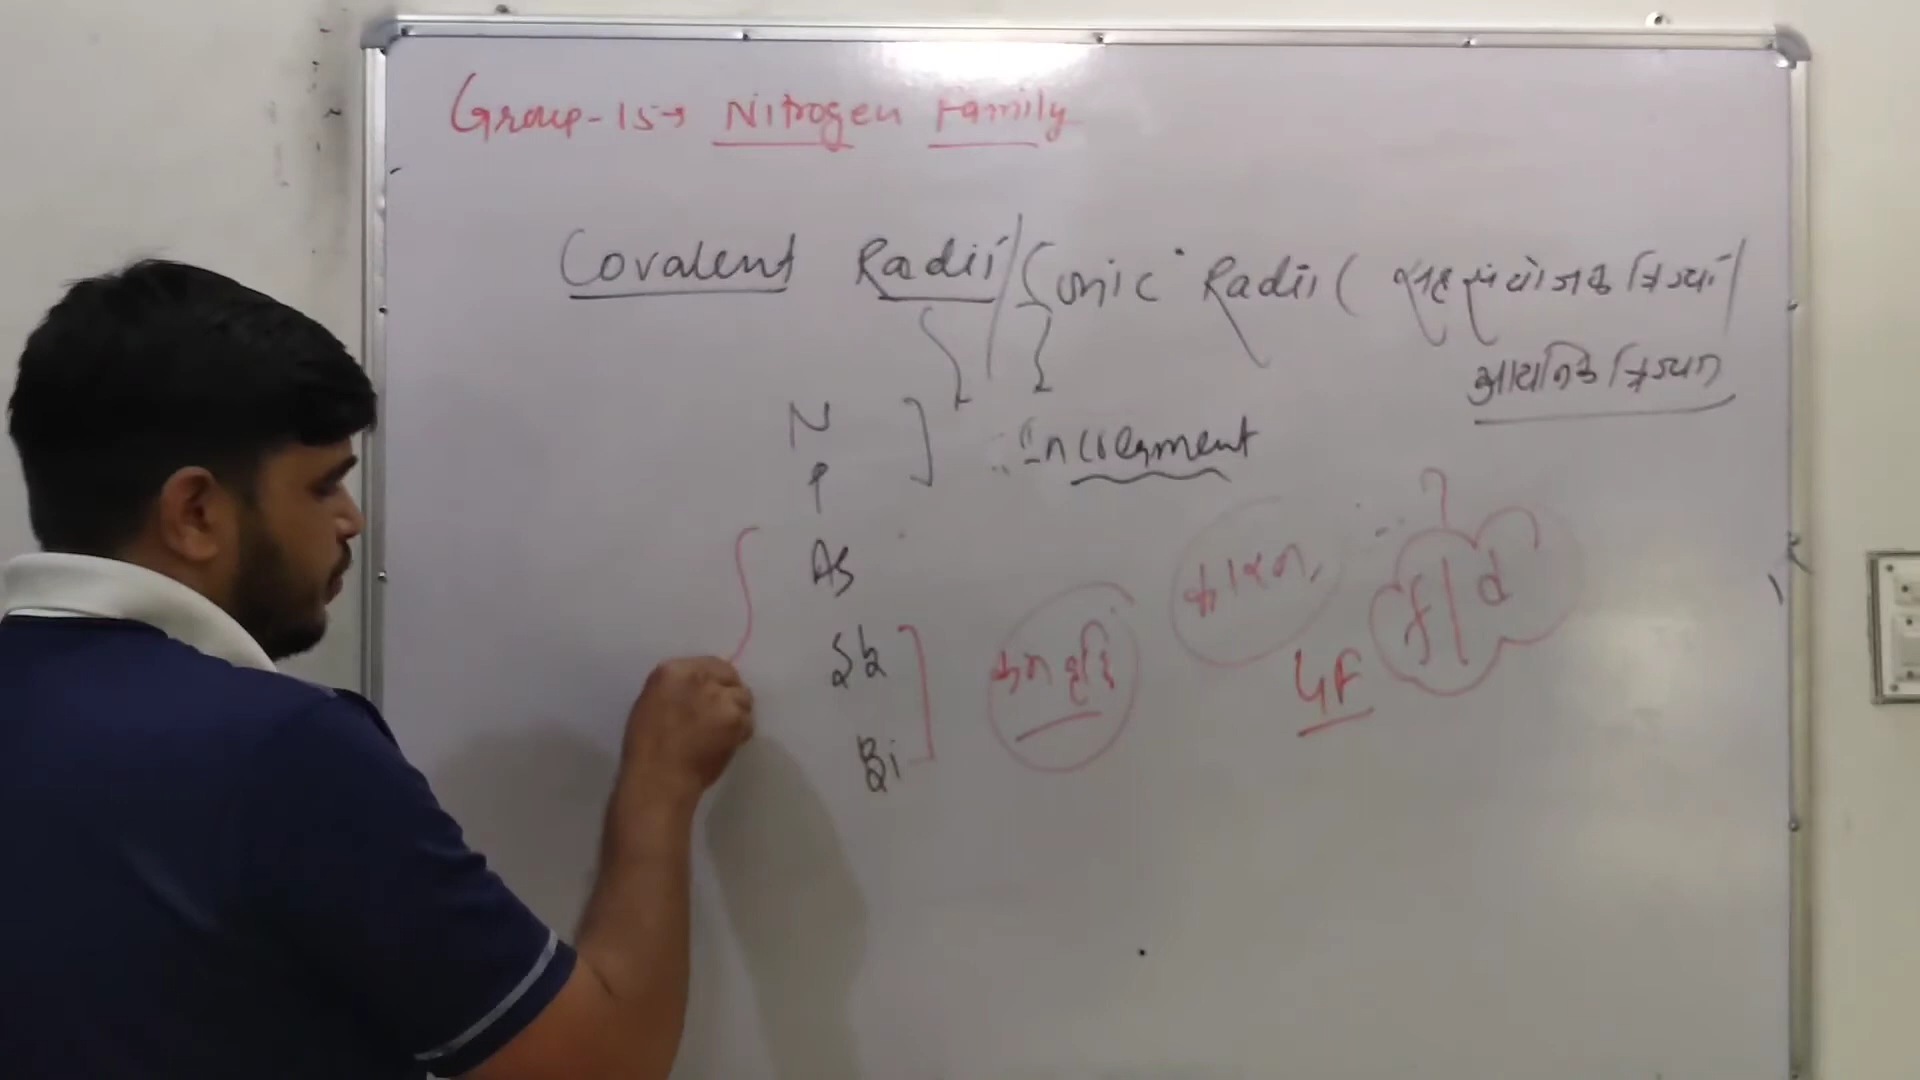 Group-15→ Nitrogen Family
Covalent Radii/Ionic Radii ( सहसंयोजक त्रिज्या/
आयनिक त्रिज्या)
N
P
Increment
As
Sb
Bi
कम वृद्धि
कारण
4F
f/d